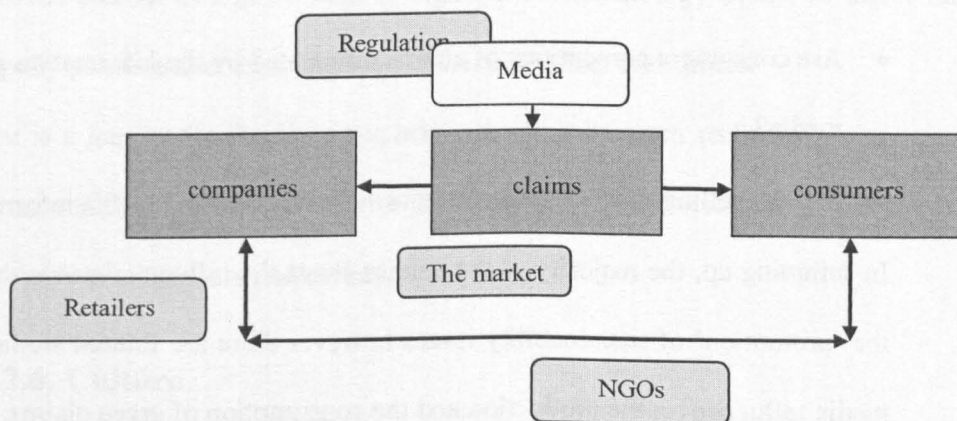 Regulation
Media
companies
claims
consumers
The market
Retailers
NGOs